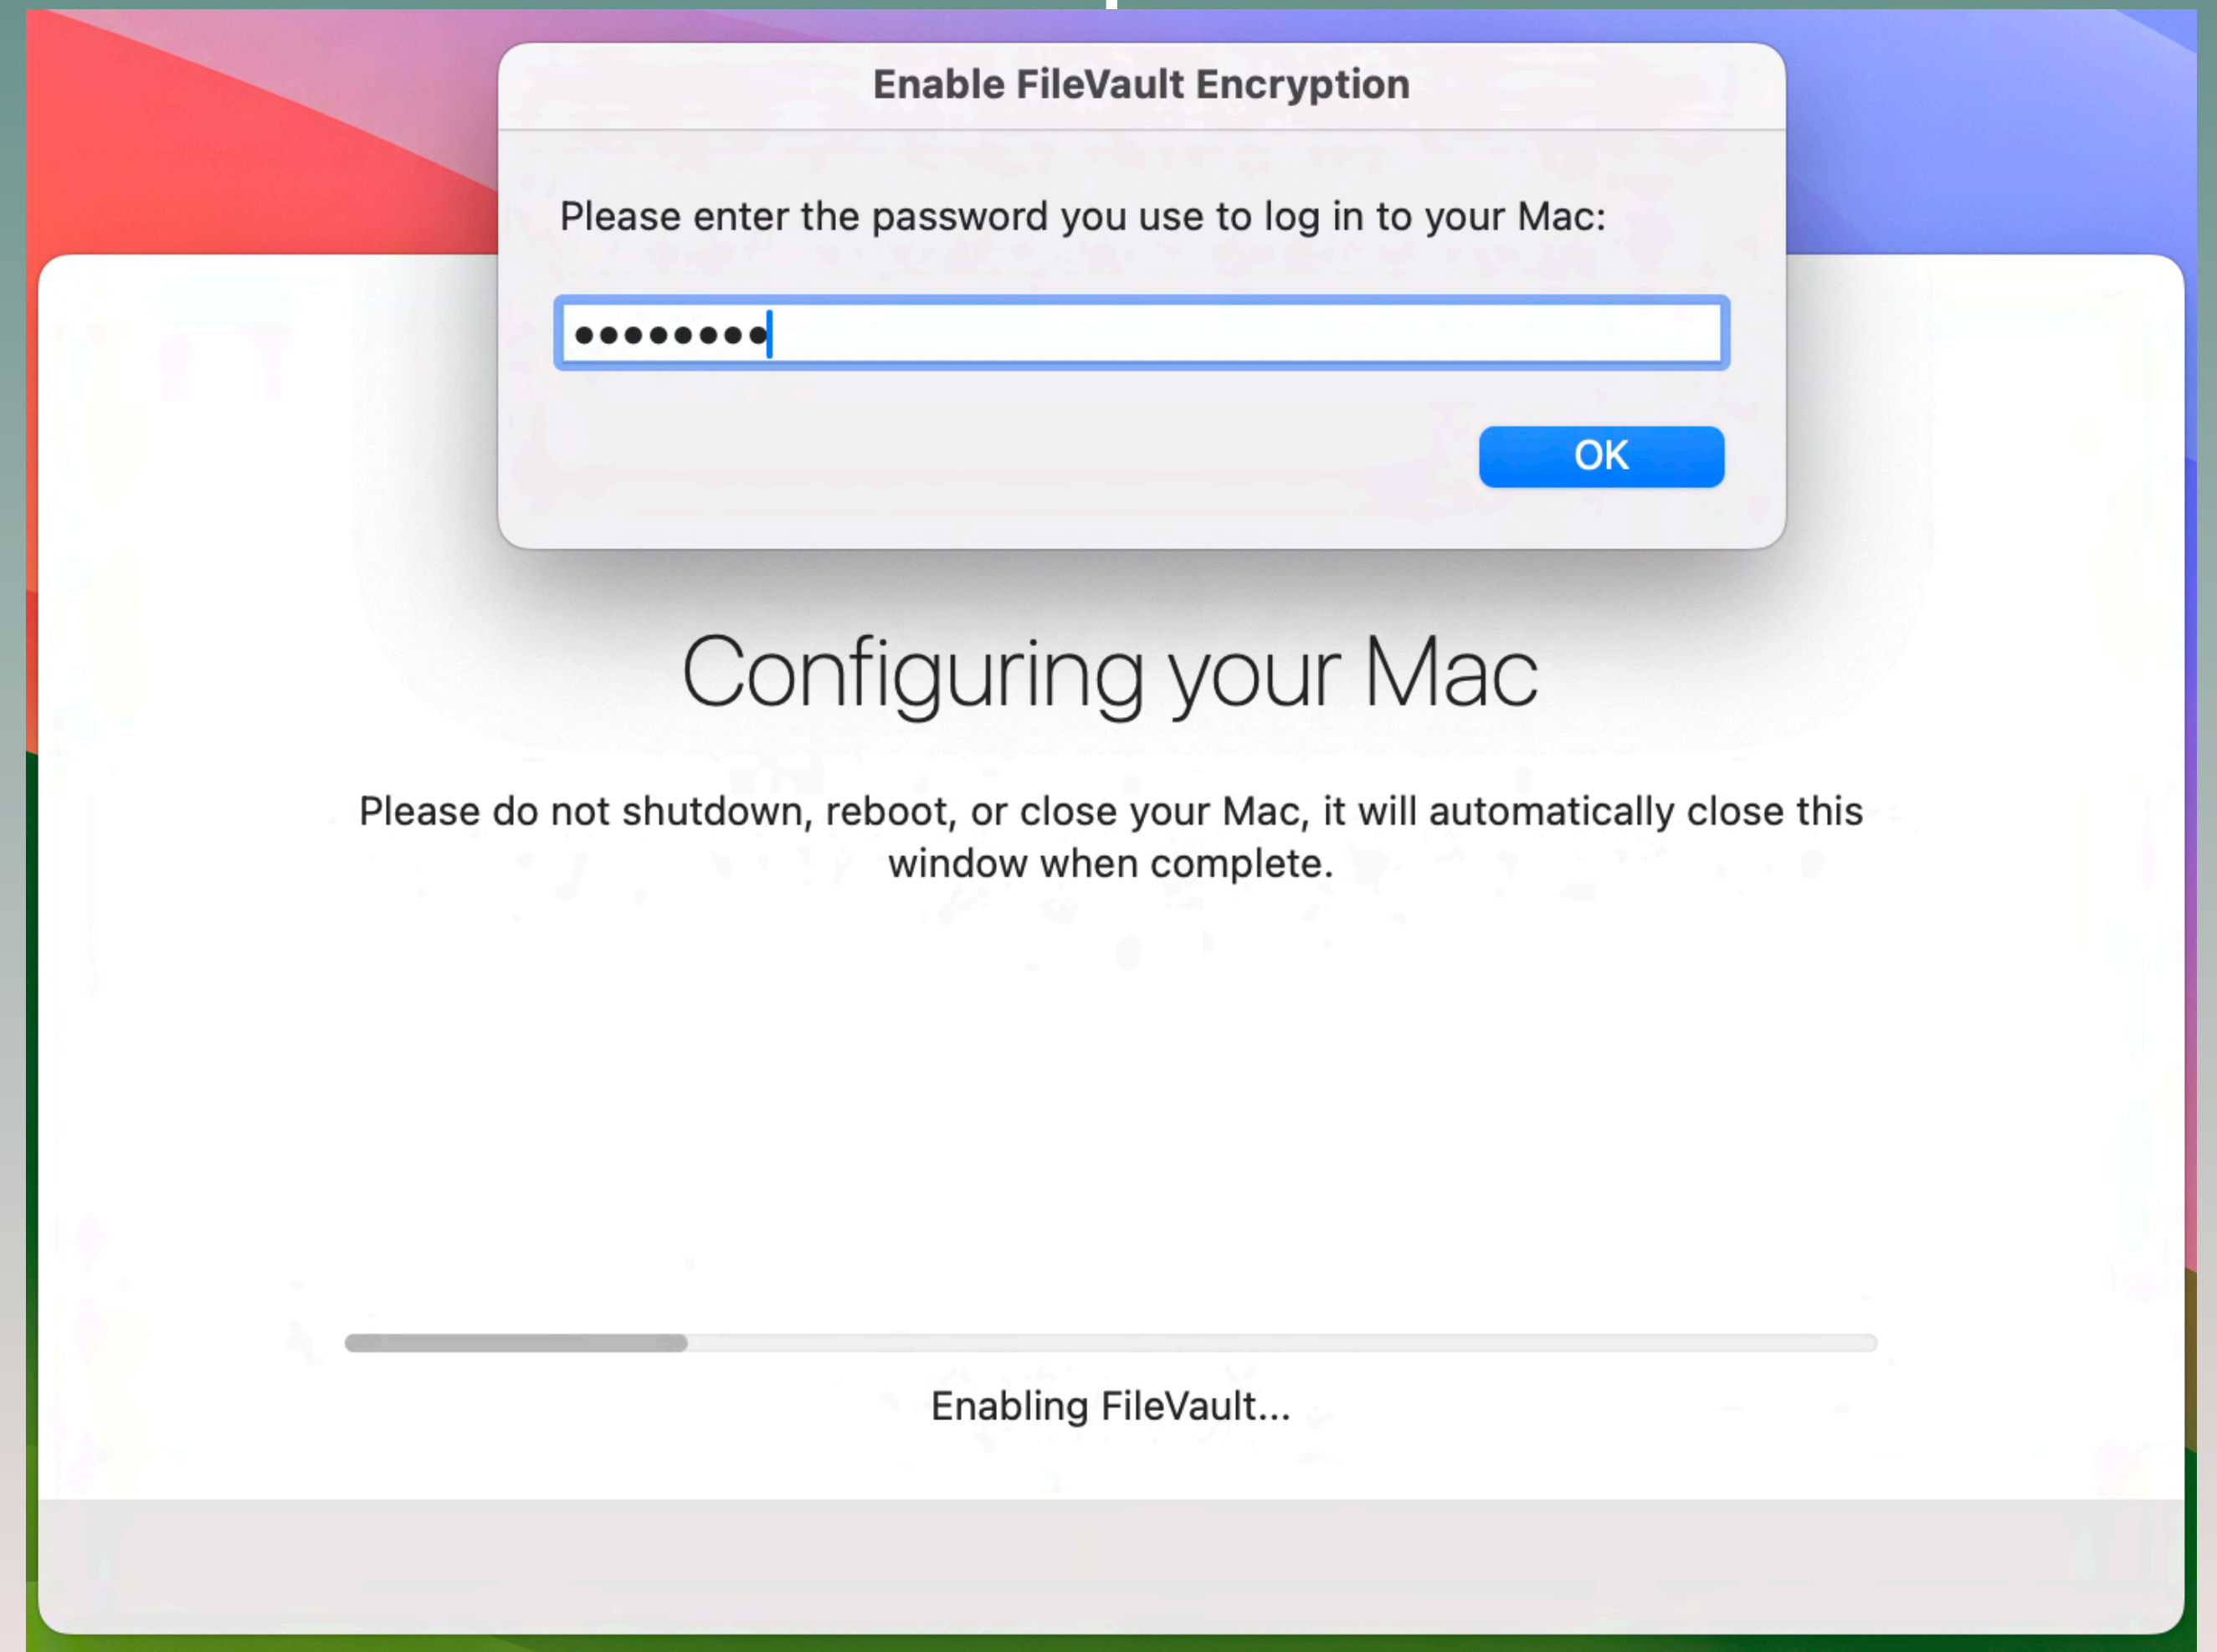 Enable FileVault Encryption
Please enter the password you use to log in to your Mac:
••••••••
OK
Configuring your Mac
Please do not shutdown, reboot, or close your Mac, it will automatically close this
window when complete.
Enabling FileVault...